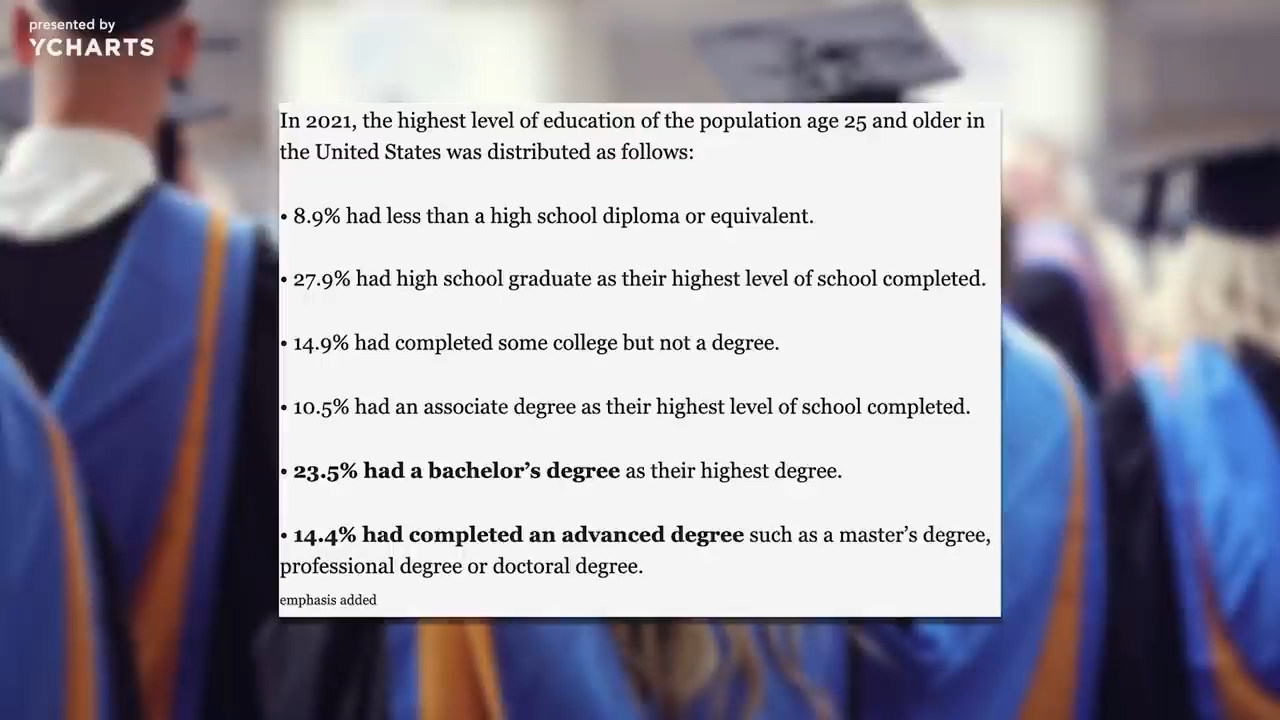 presented by
YCHARTS
In 2021, the highest level of education of the population age 25 and older in
the United States was distributed as follows:
• 8.9% had less than a high school diploma or equivalent.
• 27.9% had high school graduate as their highest level of school completed.
• 14.9% had completed some college but not a degree.
• 10.5% had an associate degree as their highest level of school completed.
• 23.5% had a bachelor’s degree as their highest degree.
• 14.4% had completed an advanced degree such as a master’s degree,
professional degree or doctoral degree.
emphasis added